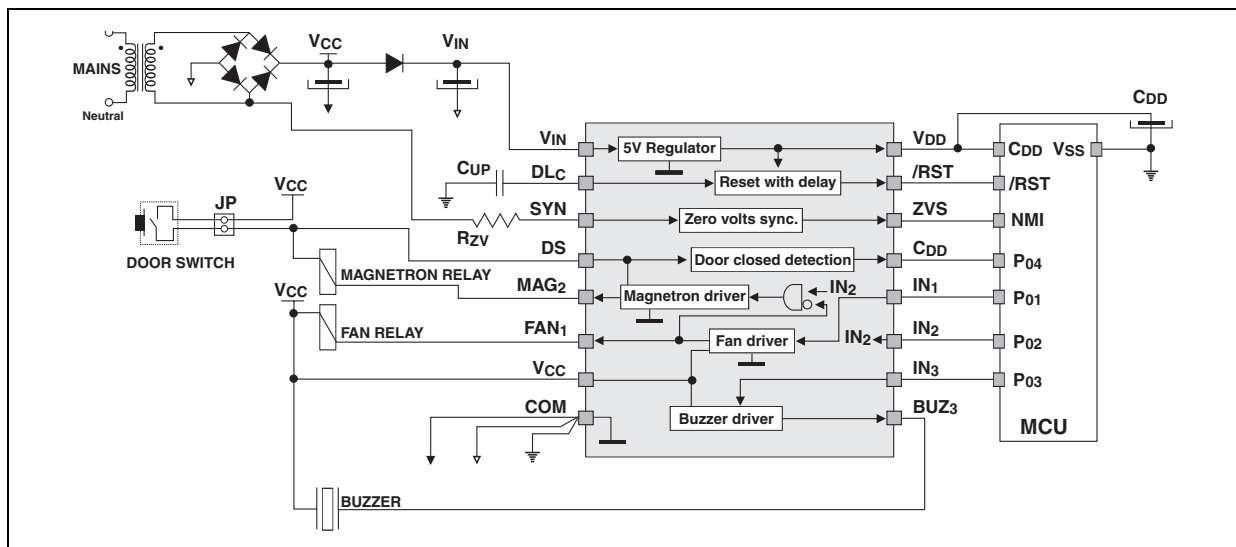 MAINS
Neutral
VCC
VIN
CDD
VIN
5V Regulator
VDD
CDD
VSS
CUP
DLC
Reset with delay
/RST
/RST
VCC
JP
DOOR SWITCH
RZV
SYN
Zero volts sync.
ZVS
NMI
DS
Door closed detection
CDD
P04
MAGNETRON RELAY
MAG2
Magnetron driver
IN2
IN1
P01
VCC
FAN RELAY
FAN1
Fan driver
IN2
IN2
P02
VCC
IN3
P03
COM
Buzzer driver
BUZ3
MCU
BUZZER